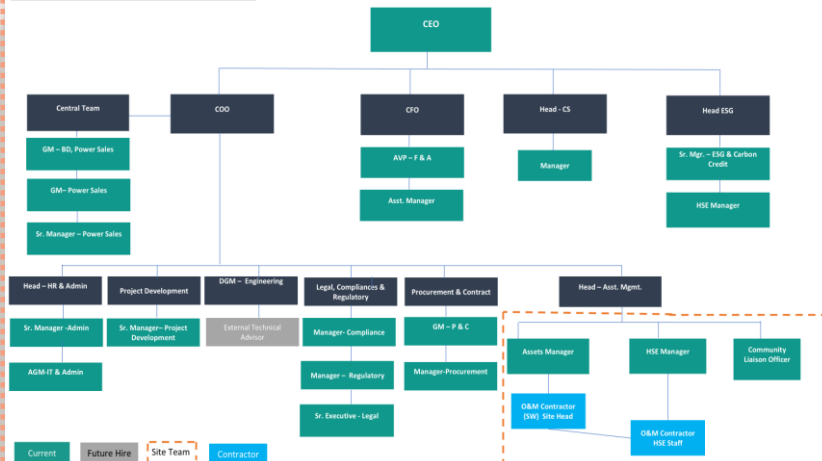 CEO
Central Team
COO
CFO
Head - CS
Head ESG
GM – BD, Power Sales
AVP – F & A
Manager
Sr. Mgr. – ESG & Carbon
Credit
GM– Power Sales
Asst. Manager
HSE Manager
Sr. Manager – Power Sales
Head – HR & Admin
Project Development
DGM – Engineering
Legal, Compliances &
Regulatory
Procurement & Contract
Head – Asst. Mgmt.
Sr. Manager -Admin
Sr. Manager– Project
Development
External Technical
Advisor
Manager- Compliance
GM – P & C
Assets Manager
HSE Manager
Community
Liaison Officer
AGM-IT & Admin
Manager – Regulatory
Manager-Procurement
Sr. Executive - Legal
O&M Contractor
(SW) Site Head
O&M Contractor
HSE Staff
Current
Future Hire
Site Team
Contractor